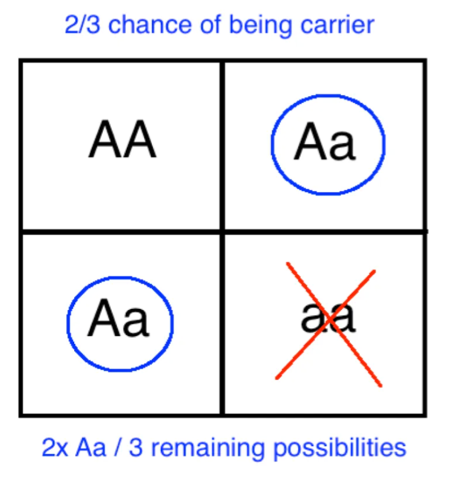 2/3 chance of being carrier
AA Aa
Aa aa
2x Aa / 3 remaining possibilities